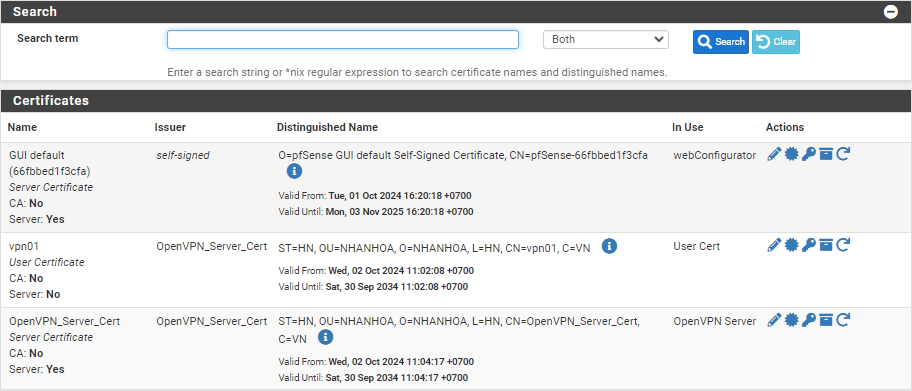 Search
Search term
Both
Search
Clear
Enter a search string or *nix regular expression to search certificate names and distinguished names.
Certificates
Name Issuer Distinguished Name In Use Actions
GUI default
(66fbbed1f3cfa)
Server Certificate
CA: No
Server: Yes
self-signed
O=pfSense GUI default Self-Signed Certificate, CN=pfSense-66fbbed1f3cfa
Valid From: Tue, 01 Oct 2024 16:20:18 +0700
Valid Until: Mon, 03 Nov 2025 16:20:18 +0700
webConfigurator
vpn01
User Certificate
CA: No
Server: No
OpenVPN_Server_Cert
ST=HN, OU=NHANHOA, O=NHANHOA, L=HN, CN=vpn01, C=VN
Valid From: Wed, 02 Oct 2024 11:02:08 +0700
Valid Until: Sat, 30 Sep 2034 11:02:08 +0700
User Cert
OpenVPN_Server_Cert
Server Certificate
CA: No
Server: Yes
OpenVPN_Server_Cert
ST=HN, OU=NHANHOA, O=NHANHOA, L=HN, CN=OpenVPN_Server_Cert,
C=VN
Valid From: Wed, 02 Oct 2024 11:04:17 +0700
Valid Until: Sat, 30 Sep 2034 11:04:17 +0700
OpenVPN Server